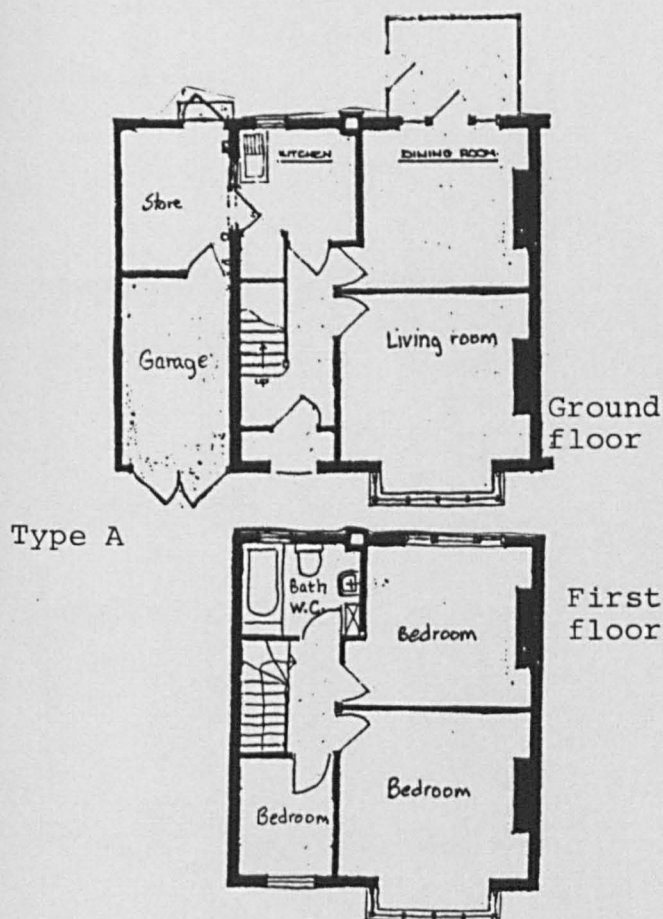 KITCHEN
DINING ROOM
Store
Garage
Living room
UP
Ground
floor
Type A
Bath
W.C.
Bedroom
First
floor
Bedroom
Bedroom